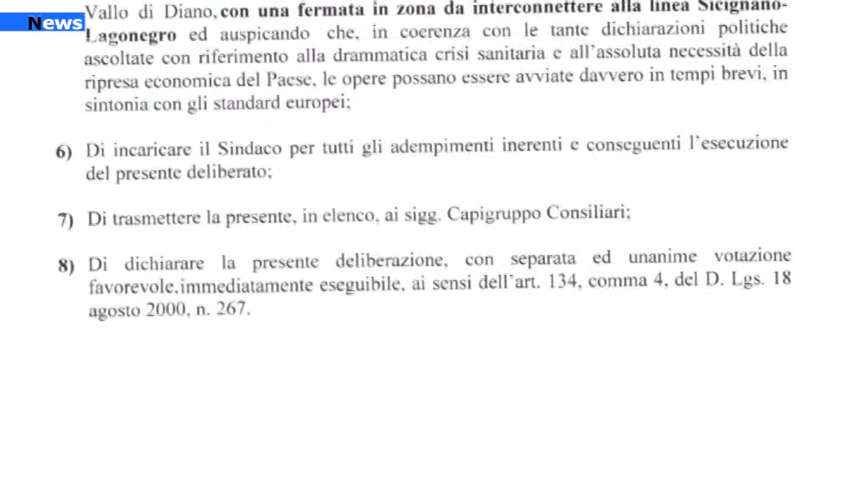 Vallo di Diano, con una fermata in zona da interconnettere alla linea Sicignano-
News
Lagonegro ed auspicando che, in coerenza con le tante dichiarazioni politiche
ascoltate con riferimento alla drammatica crisi sanitaria e all'assoluta necessità della
ripresa economica del Paese, le opere possano essere avviate davvero in tempi brevi, in
sintonia con gli standard europei;
6) Di incaricare il Sindaco per tutti gli adempimenti inerenti e conseguenti l'esecuzione
del presente deliberato;
7) Di trasmettere la presente, in elenco, ai sigg. Capigruppo Consiliari;
8) Di dichiarare la presente deliberazione, con separata ed unanime votazione
favorevole,immediatamente eseguibile, ai sensi dell'art. 134, comma 4, del D. Lgs. 18
agosto 2000, n. 267.